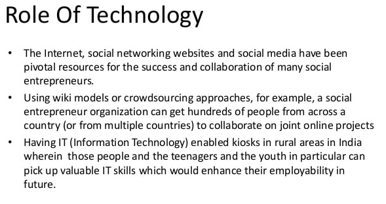 Role Of Technology
• The Internet, social networking websites and social media have been
pivotal resources for the success and collaboration of many social
entrepreneurs.
• Using wiki models or crowdsourcing approaches, for example, a social
entrepreneur organization can get hundreds of people from across a
country (or from multiple countries) to collaborate on joint online projects
• Having IT (Information Technology) enabled kiosks in rural areas in India
wherein those people and the teenagers and the youth in particular can
pick up valuable IT skills which would enhance their employability in
future.